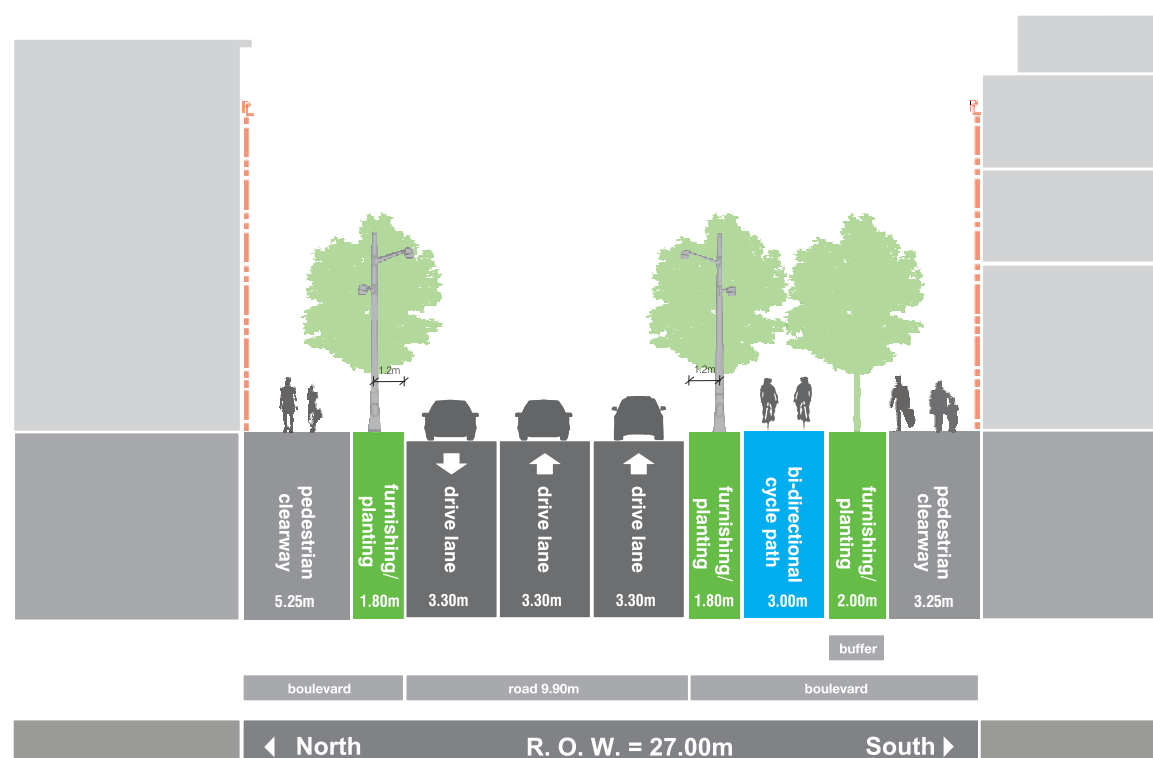 PL
PL
1.2m
1.2m
pedestrian
clearway
5.25m
furnishing/
planting
1.80m
drive lane
3.30m
drive lane
3.30m
drive lane
3.30m
furnishing/
planting
1.80m
bi-directional
cycle path
3.00m
furnishing/
planting
2.00m
pedestrian
clearway
3.25m
buffer
boulevard
road 9.90m
boulevard
North
R. O. W. = 27.00m
South